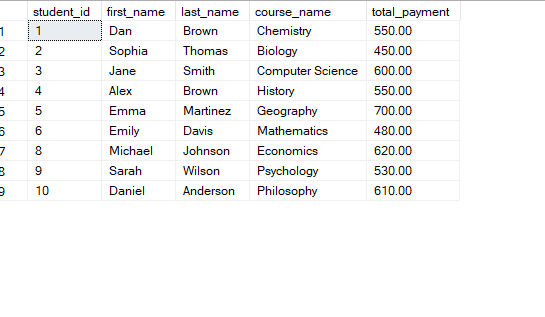 student_id first_name last_name course_name total_payment
1 1 Dan Brown Chemistry 550.00
2 2 Sophia Thomas Biology 450.00
3 3 Jane Smith Computer Science 600.00
4 4 Alex Brown History 550.00
5 5 Emma Martinez Geography 700.00
6 6 Emily Davis Mathematics 480.00
7 8 Michael Johnson Economics 620.00
8 9 Sarah Wilson Psychology 530.00
9 10 Daniel Anderson Philosophy 610.00